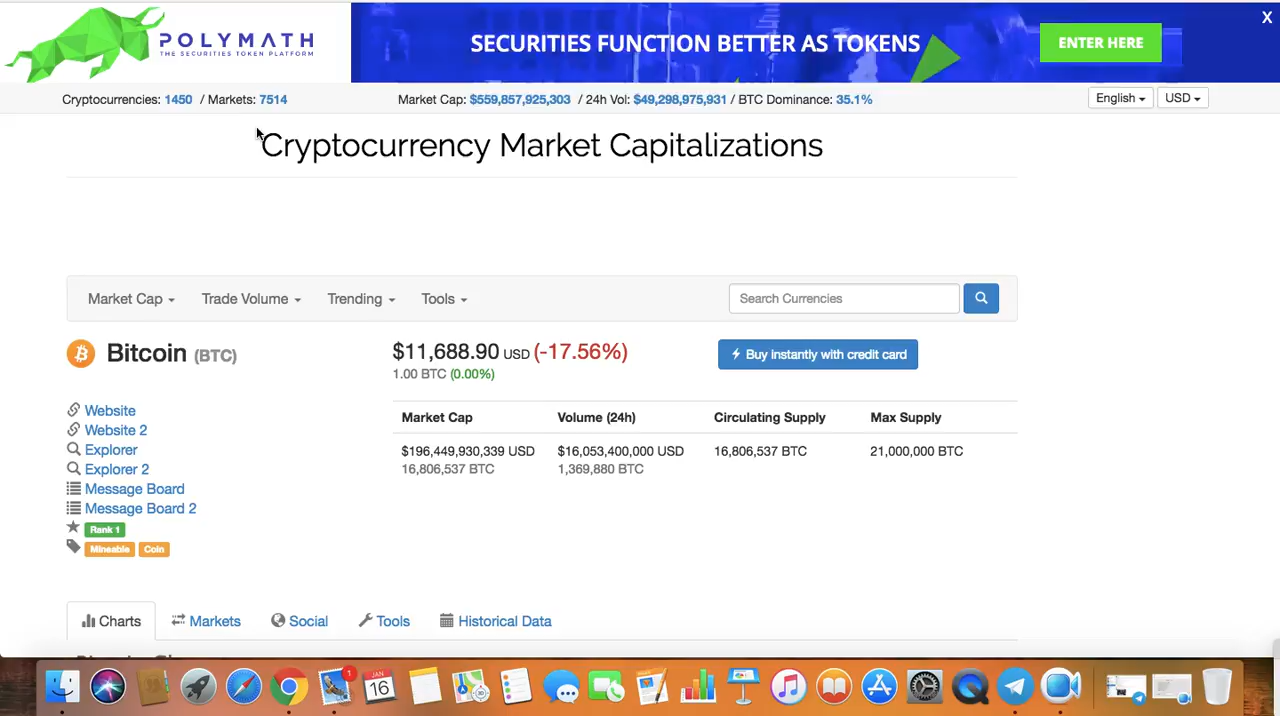 POLYMATH
THE SECURITIES TOKEN PLATFORM
SECURITIES FUNCTION BETTER AS TOKENS
ENTER HERE
X
Cryptocurrencies: 1450 / Markets: 7514
Market Cap: $559,857,925,303 / 24h Vol: $49,298,975,931 / BTC Dominance: 35.1%
English
USD
Cryptocurrency Market Capitalizations
Market Cap
Trade Volume
Trending
Tools
Search Currencies
Bitcoin (BTC)
$11,688.90 USD (-17.56%)
1.00 BTC (0.00%)
Buy instantly with credit card
Website
Website 2
Explorer
Explorer 2
Message Board
Message Board 2
Rank 1
Mineable Coin
Market Cap Volume (24h) Circulating Supply Max Supply
$196,449,930,339 USD $16,053,400,000 USD 16,806,537 BTC 21,000,000 BTC
16,806,537 BTC 1,369,880 BTC
Charts
Markets
Social
Tools
Historical Data
1
JAN
16